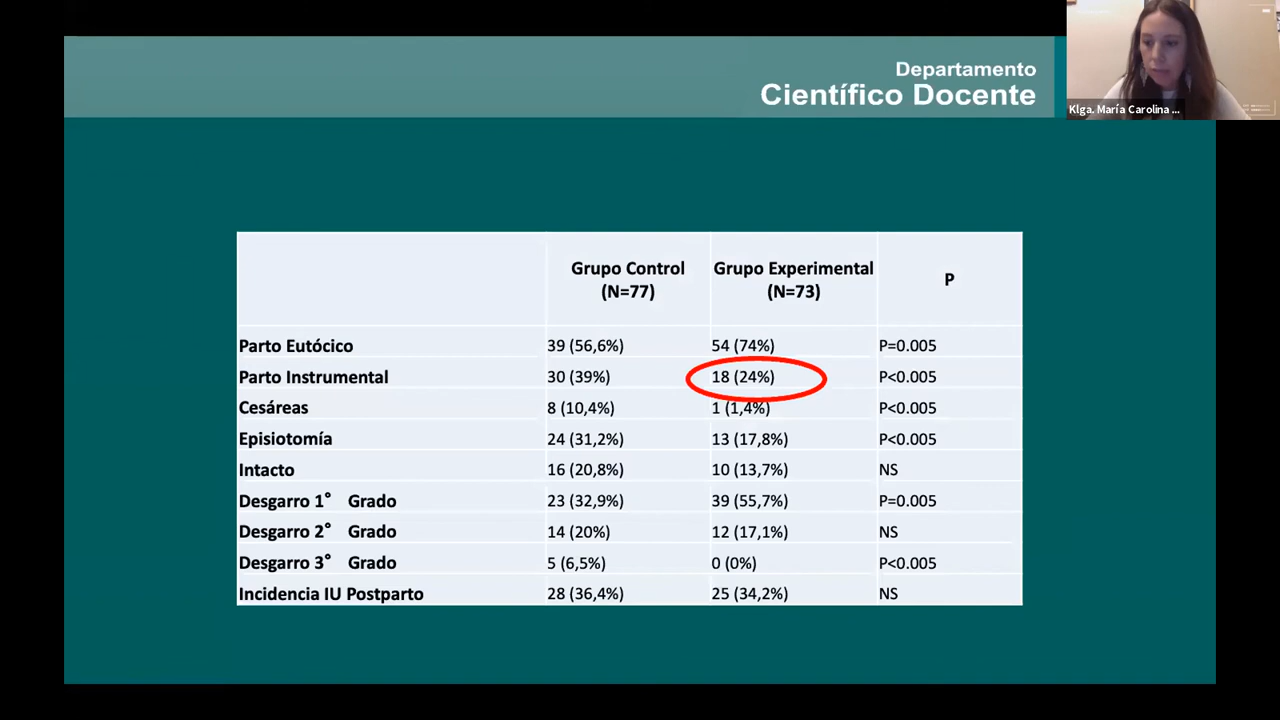 Departamento
Científico Docente
Klga. María Carolina ...
Grupo Control Grupo Experimental P
(N=77) (N=73)
Parto Eutócico 39 (56,6%) 54 (74%) P=0.005
Parto Instrumental 30 (39%) 18 (24%) P<0.005
Cesáreas 8 (10,4%) 1 (1,4%) P<0.005
Episiotomía 24 (31,2%) 13 (17,8%) P<0.005
Intacto 16 (20,8%) 10 (13,7%) NS
Desgarro 1° Grado 23 (32,9%) 39 (55,7%) P=0.005
Desgarro 2° Grado 14 (20%) 12 (17,1%) NS
Desgarro 3° Grado 5 (6,5%) 0 (0%) P<0.005
Incidencia IU Postparto 28 (36,4%) 25 (34,2%) NS